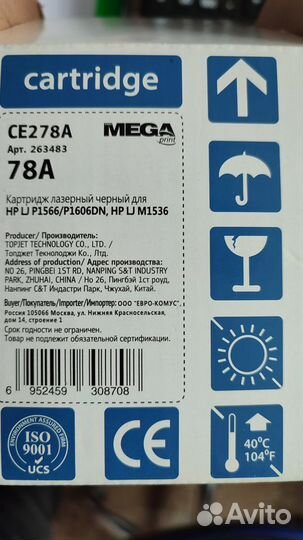 cartridge
CE278A
MEGA
print
Арт. 263483
78A
Картридж лазерный черный для
HP LJ P1566/P1606DN, HP LJ M1536
Producer/ Производитель:
TOPJET TECHNOLOGY CO., LTD. /
Топджет Текнолоджи Ко., Лтд.
Address of production/ Адрес производства:
NO 26, PINGBEI 1ST RD, NANPING S&T INDUSTRY
PARK, ZHUHAI, CHINA / Но 26, Пингбэй 1ст роуд,
Нанпинг С&Т Индастри Парк, Чжухай, Китай.
Buyer/Покупатель/Importer/Импортер: ООО "ЕВРО-КОМУС",
Россия 105066 Москва, ул. Нижняя Красносельская,
дом 14, строение 1
Срок годности не ограничен.
Товар не подлежит обязательной сертификации.
6 952459 308708
ISO
9001
UCS
CE
40°C
104°F
Avito